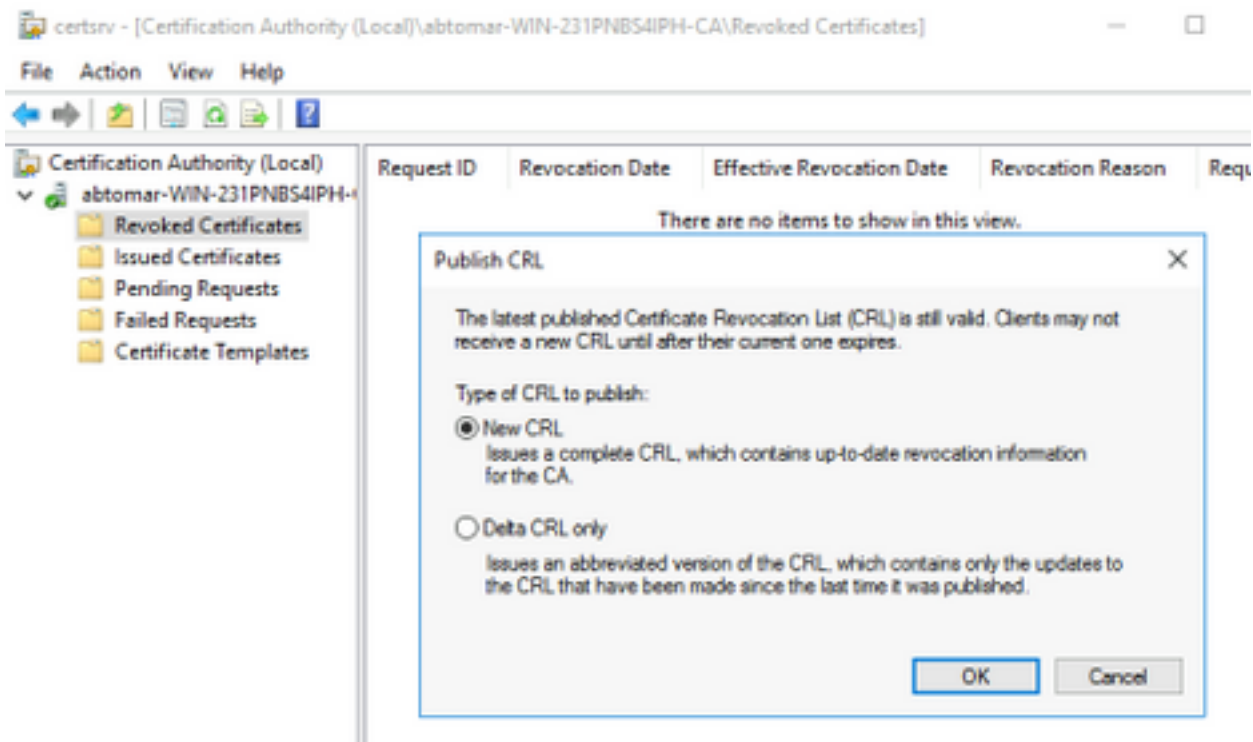 certsrv - [Certification Authority (Local)\abtomar-WIN-231PNBS4IPH-CA\Revoked Certificates]
File Action View Help
Certification Authority (Local)
abtomar-WIN-231PNBS4IPH-
Revoked Certificates
Issued Certificates
Pending Requests
Failed Requests
Certificate Templates
Request ID Revocation Date Effective Revocation Date Revocation Reason Requ
There are no items to show in this view.
Publish CRL
The latest published Certificate Revocation List (CRL) is still valid. Clients may not
receive a new CRL until after their current one expires.
Type of CRL to publish:
New CRL
Issues a complete CRL, which contains up-to-date revocation information
for the CA.
Delta CRL only
Issues an abbreviated version of the CRL, which contains only the updates to
the CRL that have been made since the last time it was published.
OK Cancel